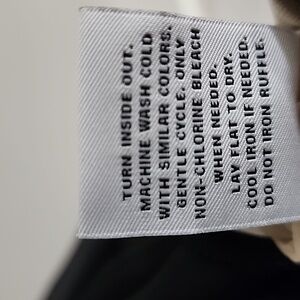 TURN INSIDE OUT.
MACHINE WASH COLD
WITH SIMILAR COLORS.
GENTLE CYCLE. ONLY
NON-CHLORINE BLEACH
WHEN NEEDED.
LAY FLAT TO DRY.
COOL IRON IF NEEDED.
DO NOT IRON RUFFLE.